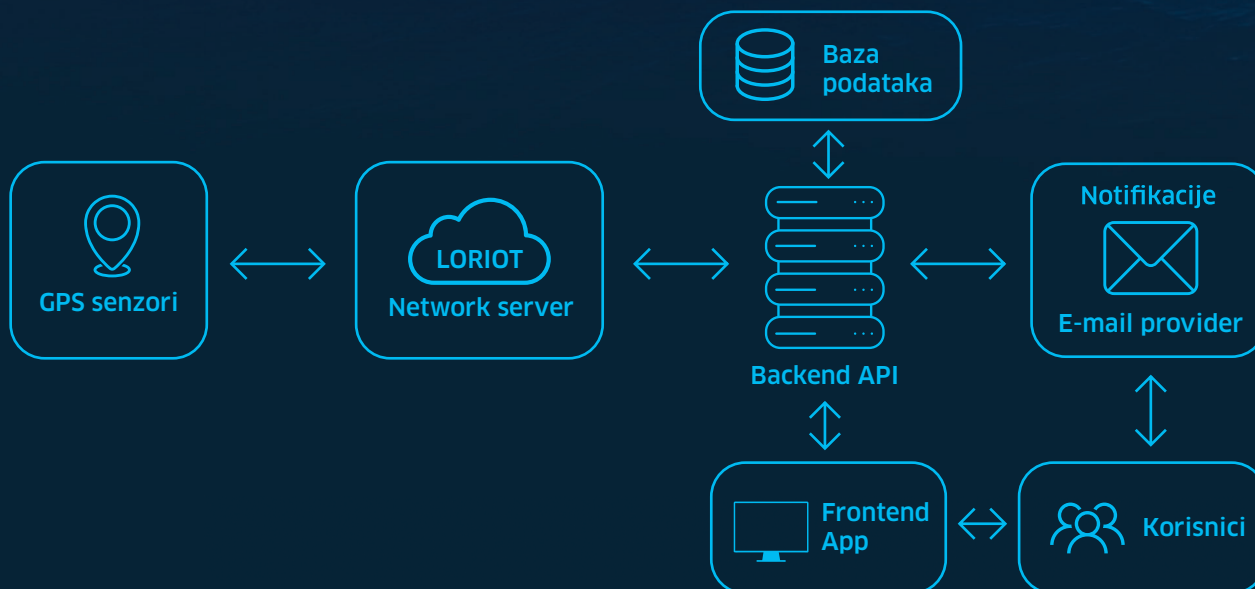 Baza
podataka
GPS senzori
LORIOT
Network server
Backend API
Notifikacije
E-mail provider
Frontend
App
Korisnici